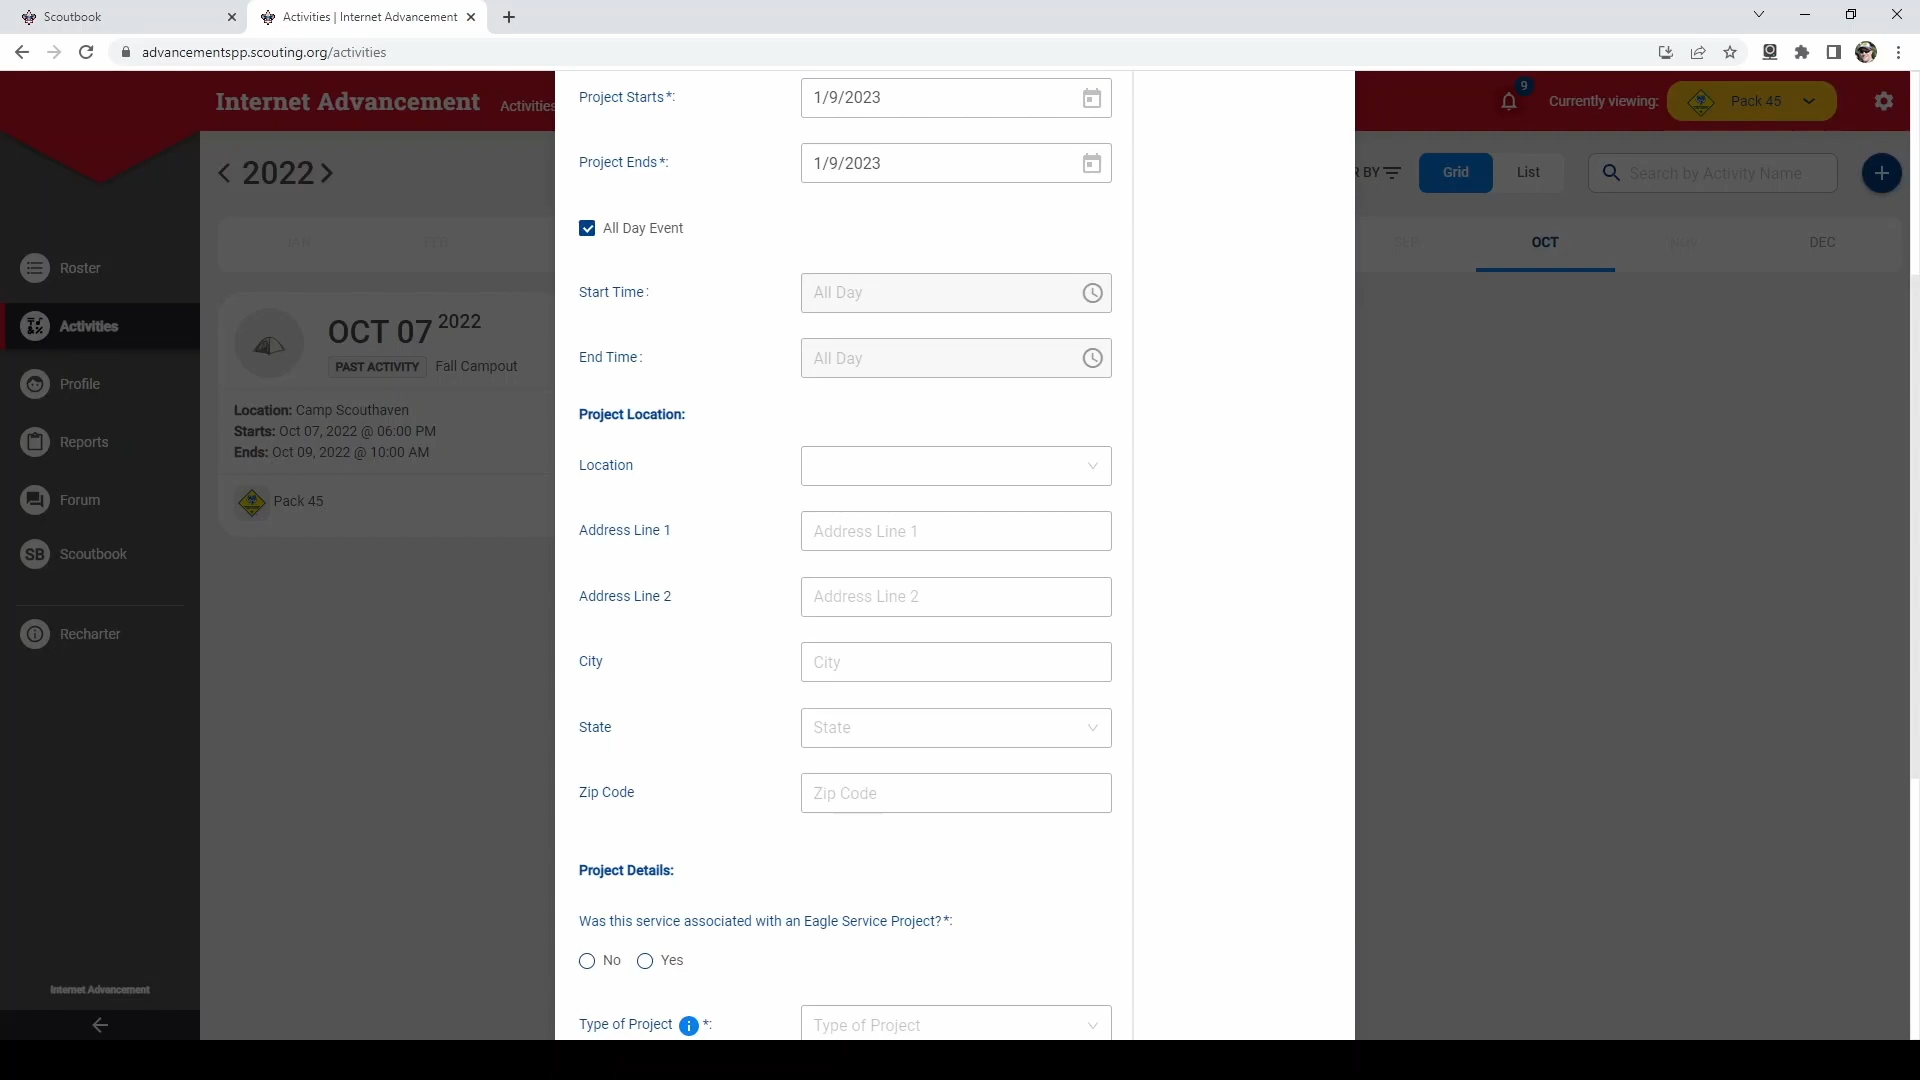 Scoutbook
Activities | Internet Advancement
advancementspp.scouting.org/activities
Internet Advancement
Activities
9
Currently viewing:
Pack 45
2022
R BY
Grid
List
Search by Activity Name
JAN
FEB
SEP
OCT
NOV
DEC
Roster
Activities
Profile
Reports
Forum
SB
Scoutbook
Recharter
Internet Advancement
OCT 07 2022
PAST ACTIVITY
Fall Campout
Location: Camp Scouthaven
Starts: Oct 07, 2022 @ 06:00 PM
Ends: Oct 09, 2022 @ 10:00 AM
Pack 45
Project Starts*:
1/9/2023
Project Ends*:
1/9/2023
All Day Event
Start Time:
All Day
End Time:
All Day
Project Location:
Location
Address Line 1
Address Line 1
Address Line 2
Address Line 2
City
City
State
State
Zip Code
Zip Code
Project Details:
Was this service associated with an Eagle Service Project?*:
No
Yes
Type of Project i *:
Type of Project